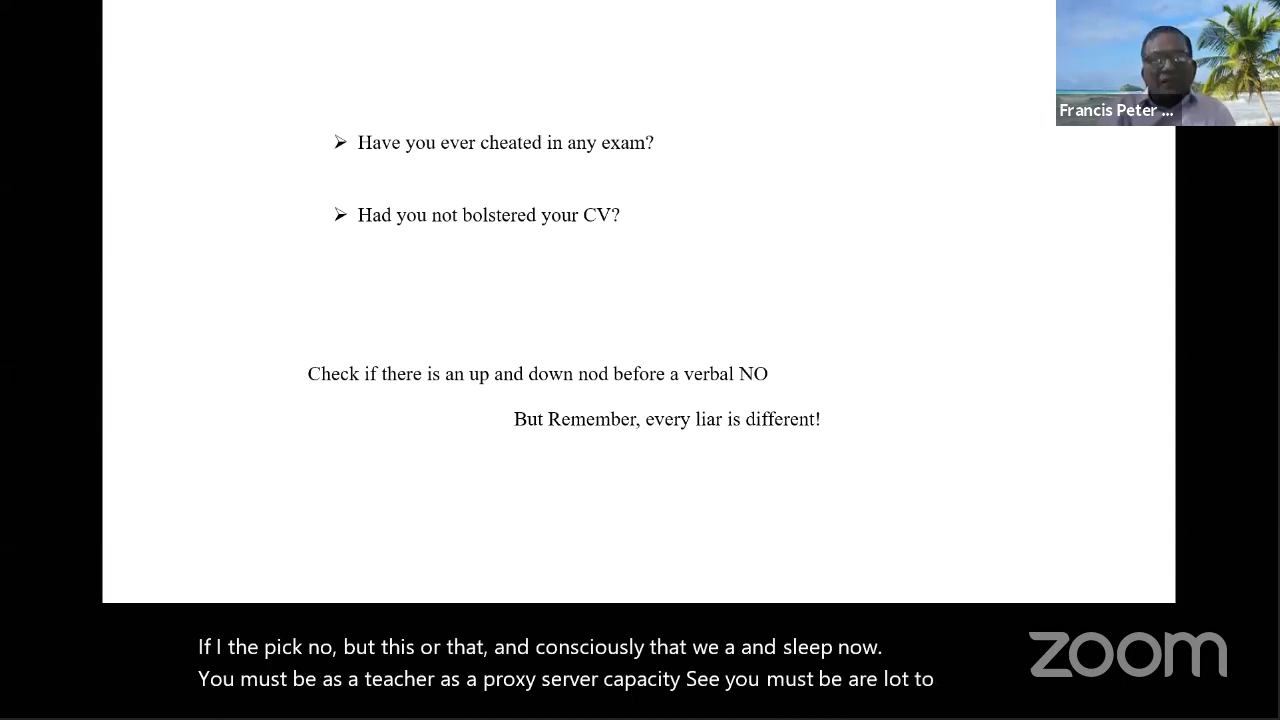 Francis Peter ...
➢ Have you ever cheated in any exam?
➢ Had you not bolstered your CV?
Check if there is an up and down nod before a verbal NO
But Remember, every liar is different!
If I the pick no, but this or that, and consciously that we a and sleep now.
You must be as a teacher as a proxy server capacity See you must be are lot to
zoom